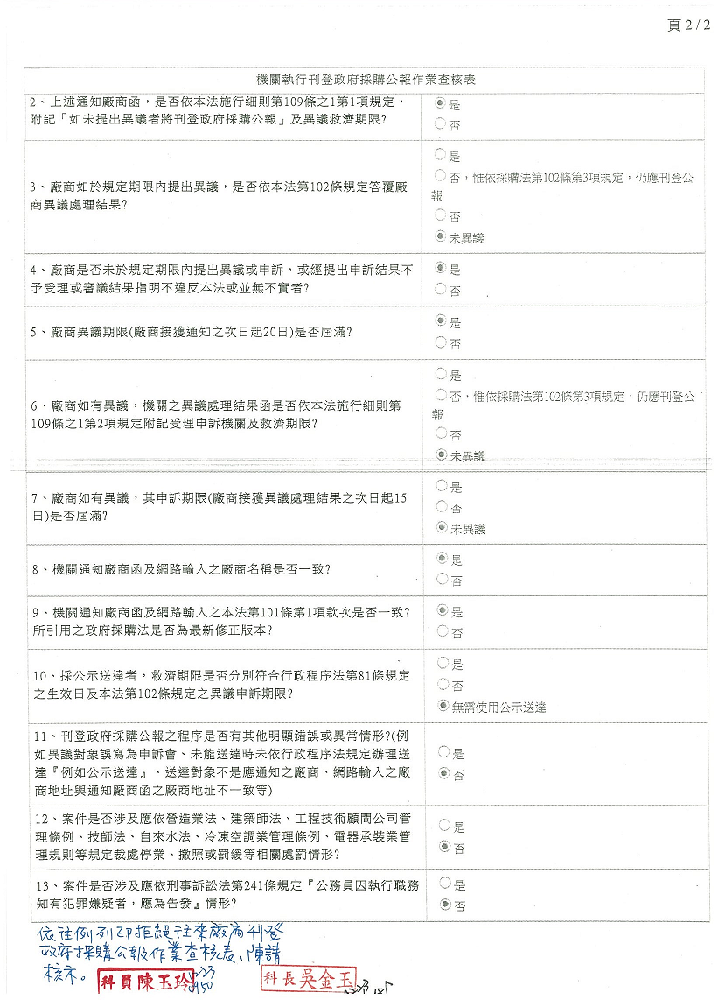 頁2/2
機關執行刊登政府採購公報作業查核表
2、上述通知廠商函，是否依本法施行細則第109條之1第1項規定，
附記「如未提出異議者將刊登政府採購公報」及異議救濟期限?
是
否
3、廠商如於規定期限內提出異議，是否依本法第102條規定答覆廠
商異議處理結果?
是
否，惟依採購法第102條第3項規定，仍應刊登公
報
否
未異議
4、廠商是否未於規定期限內提出異議或申訴，或經提出申訴結果不
予受理或審議結果指明不違反本法或並無不實者?
是
否
5、廠商異議期限(廠商接獲通知之次日起20日)是否屆滿?
是
否
6、廠商如有異議，機關之異議處理結果函是否依本法施行細則第
109條之1第2項規定附記受理申訴機關及救濟期限?
是
否，惟依採購法第102條第3項規定，仍應刊登公
報
否
未異議
7、廠商如有異議，其申訴期限(廠商接獲異議處理結果之次日起15
日)是否屆滿?
是
否
未異議
8、機關通知廠商函及網路輸入之廠商名稱是否一致?
是
否
9、機關通知廠商函及網路輸入之本法第101條第1項款次是否一致?
所引用之政府採購法是否為最新修正版本?
是
否
10、採公示送達者，救濟期限是否分別符合行政程序法第81條規定
之生效日及本法第102條規定之異議申訴期限?
是
否
無需使用公示送達
11、刊登政府採購公報之程序是否有其他明顯錯誤或異常情形?(例
如異議對象誤寫為申訴會、未能送達時未依行政程序法規定辦理送
達『例如公示送達』、送達對象不是應通知之廠商、網路輸入之廠
商地址與通知廠商函之廠商地址不一致等)
是
否
12、案件是否涉及應依營造業法、建築師法、工程技術顧問公司管
理條例、技師法、自來水法、冷凍空調業管理條例、電器承裝業管
理規則等規定裁處停業、撤照或罰緩等相關處罰情形?
是
否
13、案件是否涉及應依刑事訴訟法第241條規定『公務員因執行職務
知有犯罪嫌疑者，應為告發』情形?
是
否
依往例列印拒絕往來廠商刊登
政府採購公報作業查核表、陳請
核示。
科員陳玉玲
科長吳金玉